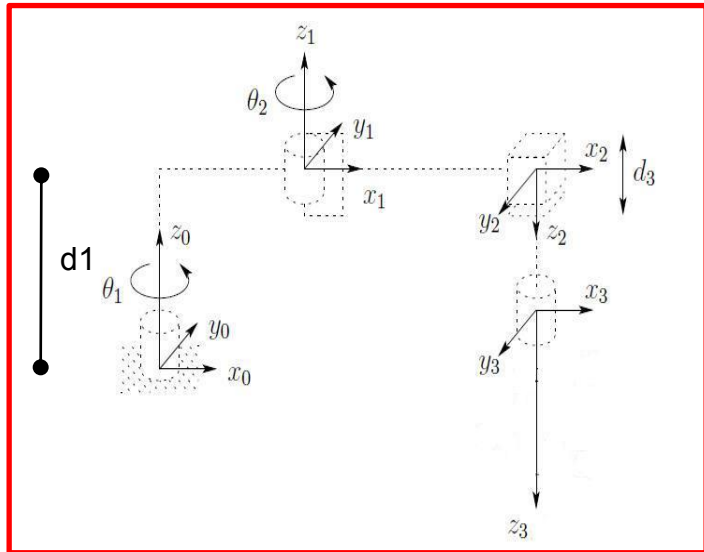 z₁
θ₂
y₁
x₁
x₂
d₃
y₂
z₂
z₀
d1
θ₁
y₀
x₀
x₃
y₃
z₃